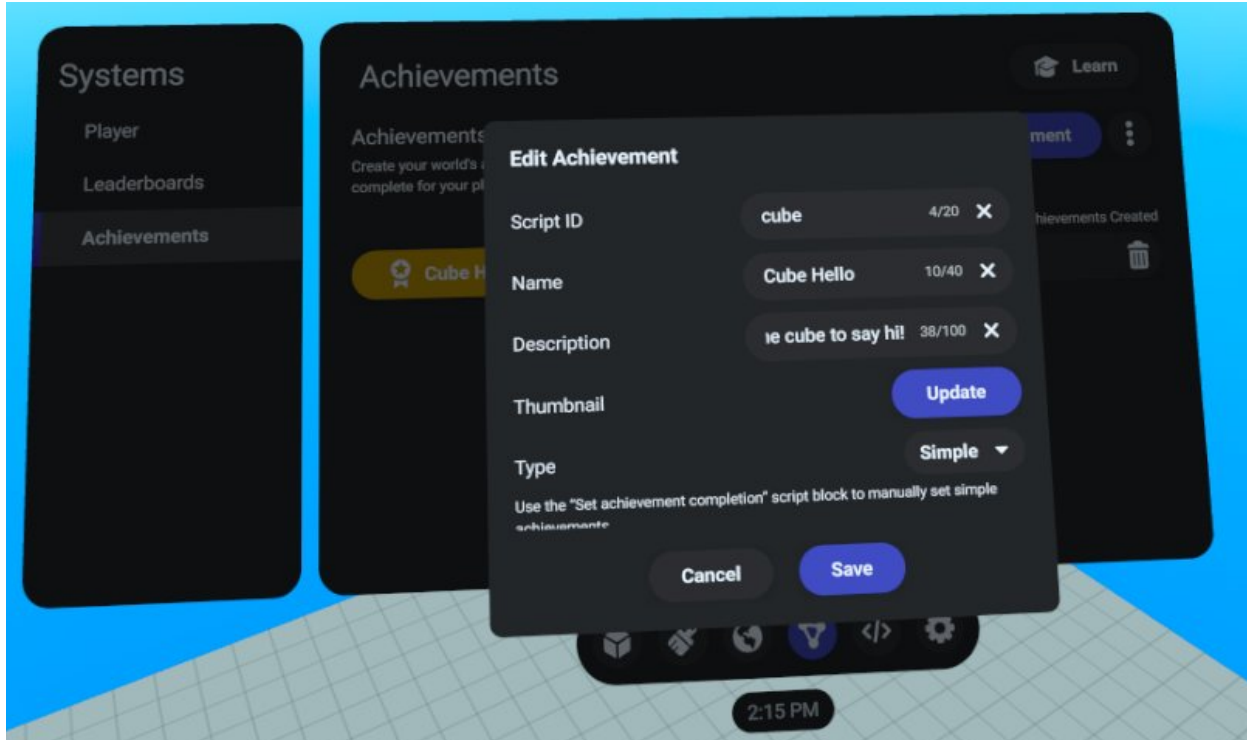 Systems
Player
Leaderboards
Achievements
Achievements
Learn
Achievements
Create your world's
complete for your
ment
hievements Created
Cube H
Edit Achievement
Script ID
cube
4/20
Name
Cube Hello
10/40
Description
ne cube to say hi!
38/100
Thumbnail
Update
Type
Simple
Use the "Set achievement completion" script block to manually set simple
achievements
Cancel
Save
2:15 PM